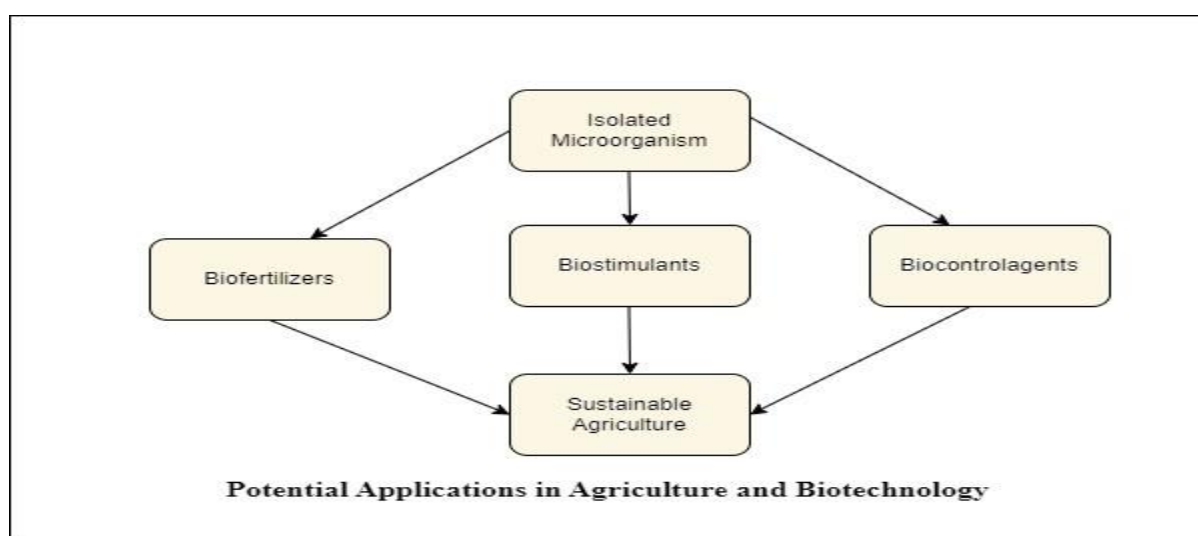 Isolated
Microorganism
Biofertilizers
Biostimulants
Biocontrolagents
Sustainable
Agriculture
Potential Applications in Agriculture and Biotechnology